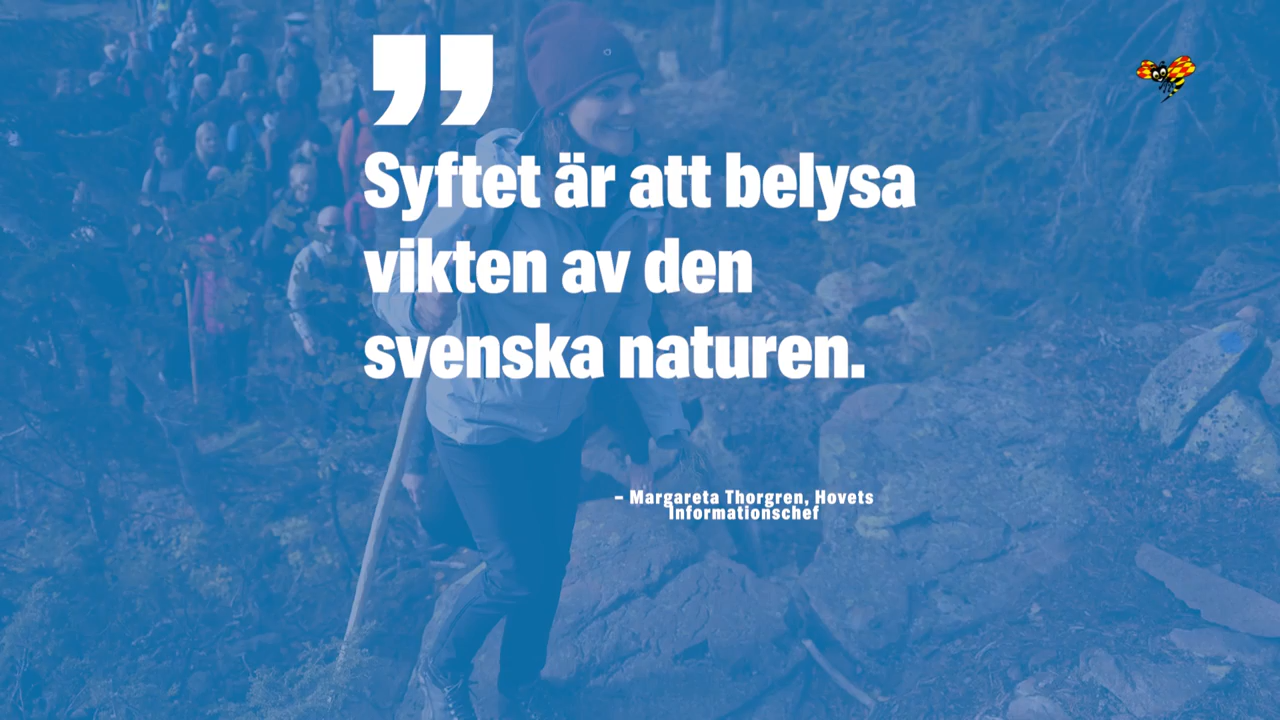 ”
Syftet är att belysa
vikten av den
svenska naturen.
– Margareta Thorgren, Hovets
Informationschef